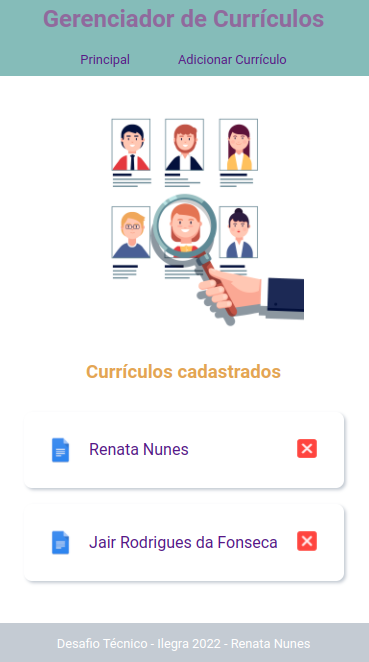 Gerenciador de Currículos
Principal Adicionar Currículo
Currículos cadastrados
Renata Nunes
Jair Rodrigues da Fonseca
Desafio Técnico - Ilegra 2022 - Renata Nunes